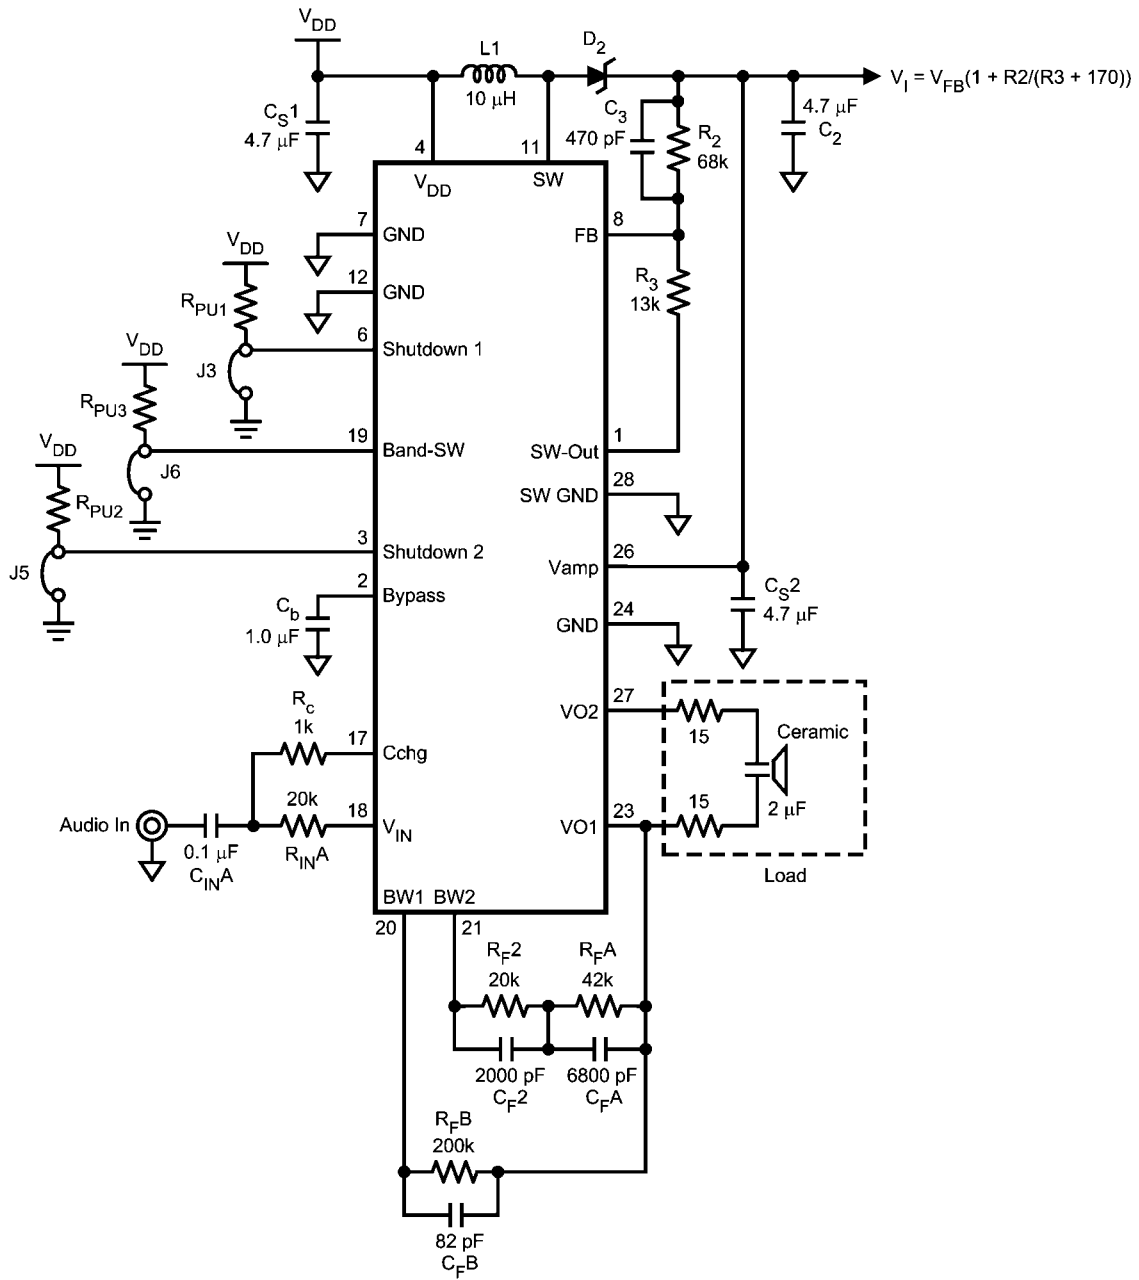 VDD
L1
10 µH
D2
VI = VFB(1 + R2/(R3 + 170))
CS1
4.7 µF
4
11
VDD
SW
C3
470 pF
R2
68k
4.7 µF
C2
7
GND
12
GND
8
FB
R3
13k
VDD
RPU1
J3
6
Shutdown 1
VDD
RPU3
J6
19
Band-SW
1
SW-Out
28
SW GND
VDD
RPU2
J5
3
Shutdown 2
2
Bypass
Cb
1.0 µF
26
Vamp
CS2
4.7 µF
24
GND
27
VO2
15
Ceramic
2 µF
15
23
VO1
Load
Rc
1k
17
Cchg
Audio In
0.1 µF
CINA
20k
RINA
18
VIN
BW1 BW2
20
21
RF2
20k
RFA
42k
2000 pF
CF2
6800 pF
CFA
RFB
200k
82 pF
CFB